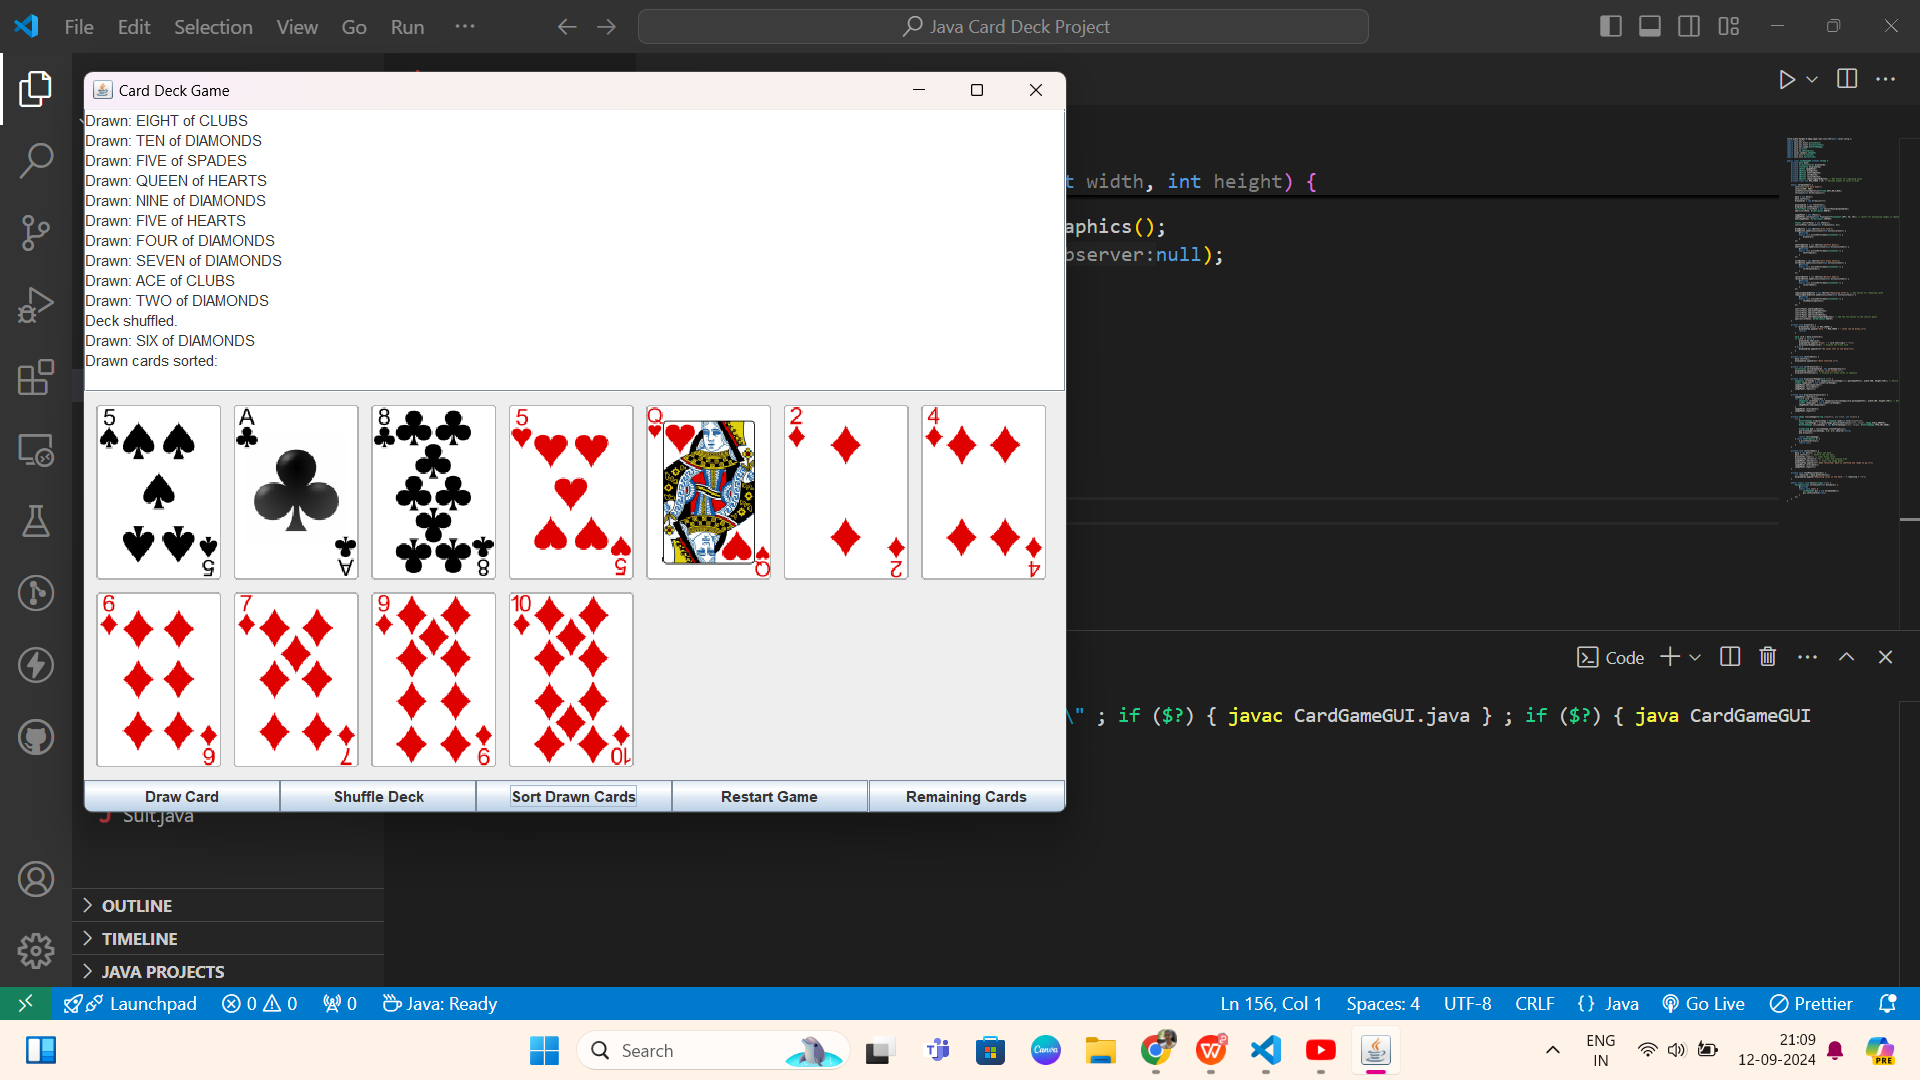 File Edit Selection View Go Run ···
Java Card Deck Project
Card Deck Game
Drawn: EIGHT of CLUBS
Drawn: TEN of DIAMONDS
Drawn: FIVE of SPADES
Drawn: QUEEN of HEARTS
Drawn: NINE of DIAMONDS
Drawn: FIVE of HEARTS
Drawn: FOUR of DIAMONDS
Drawn: SEVEN of DIAMONDS
Drawn: ACE of CLUBS
Drawn: TWO of DIAMONDS
Deck shuffled.
Drawn: SIX of DIAMONDS
Drawn cards sorted:
width, int height) {
aphics();
bserver:null);
5 A 8 5 Q 2 4
5 A 8 5 Q 2 4
6 7 9 10
6 7 9 10
Draw Card Shuffle Deck Sort Drawn Cards Restart Game Remaining Cards
Code
\" ; if ($?) { javac CardGameGUI.java } ; if ($?) { java CardGameGUI
Suit.java
OUTLINE
TIMELINE
JAVA PROJECTS
Launchpad 0 0 0 Java: Ready Ln 156, Col 1 Spaces: 4 UTF-8 CRLF {} Java Go Live Prettier
Search
Canva
ENG
IN
21:09
12-09-2024
PRE